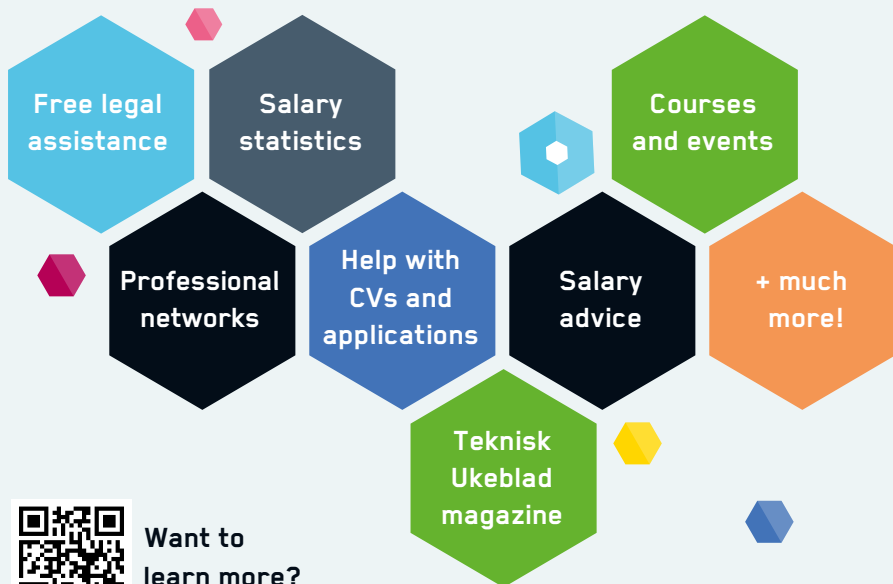 Free legal
assistance
Salary
statistics
Courses
and events
Professional
networks
Help with
CVs and
applications
Salary
advice
+ much
more!
Teknisk
Ukeblad
magazine
Want to
learn more?